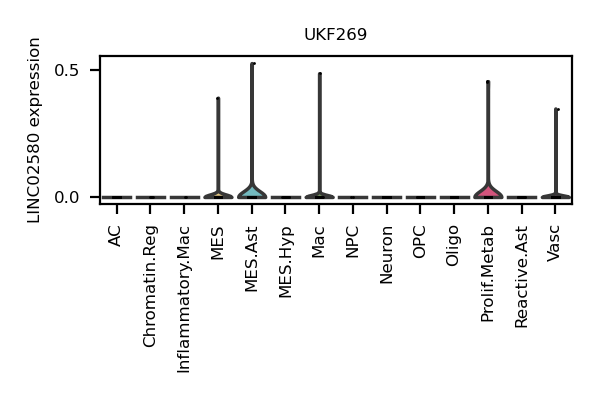 UKF269
LINC02580 expression
0.5
0.0
AC
Chromatin.Reg
Inflammatory.Mac
MES
MES.Ast
MES.Hyp
Mac
NPC
Neuron
OPC
Oligo
Prolif.Metab
Reactive.Ast
Vasc